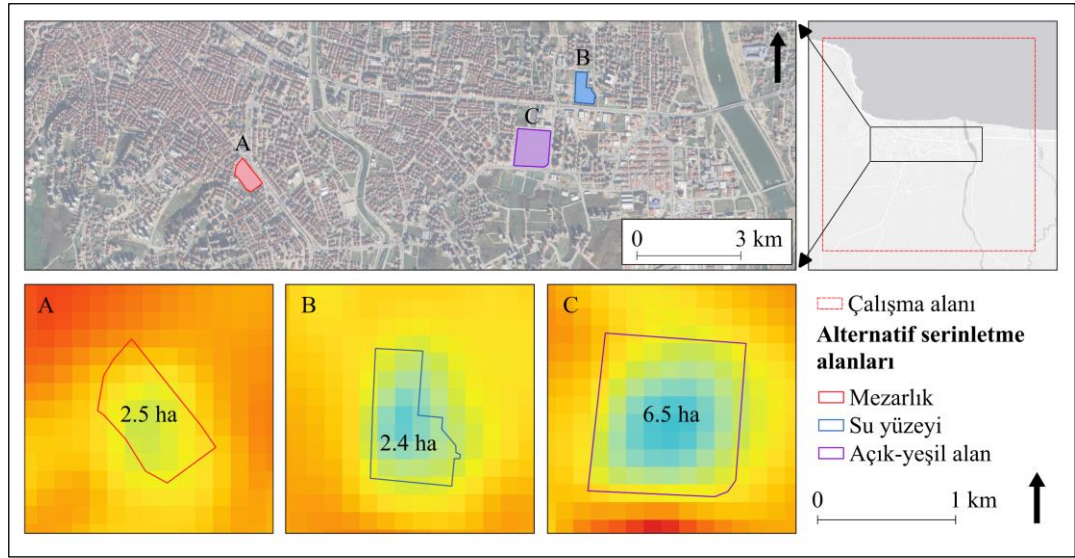 A
B
C
0 3 km
A
2.5 ha
B
2.4 ha
C
6.5 ha
Çalışma alanı
Alternatif serinletme
alanları
Mezarlık
Su yüzeyi
Açık-yeşil alan
0 1 km